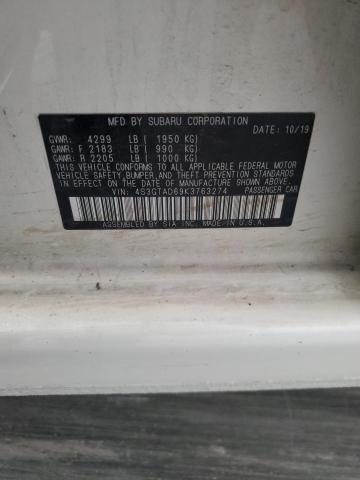 MFD BY SUBARU CORPORATION
GVWR: 4299 LB ( 1950 KG) DATE: 10/19
GAWR: F 2183 LB ( 990 KG)
GAWR: R 2205 LB ( 1000 KG)
THIS VEHICLE CONFORMS TO ALL APPLICABLE FEDERAL MOTOR
VEHICLE SAFETY, BUMPER, AND THEFT PREVENTION STANDARDS
IN EFFECT ON THE DATE OF MANUFACTURE SHOWN ABOVE.
VIN: 4S3GTAD69K3763274 PASSENGER CAR
ASSEMBLED BY SIA INC. MADE IN U.S.A.